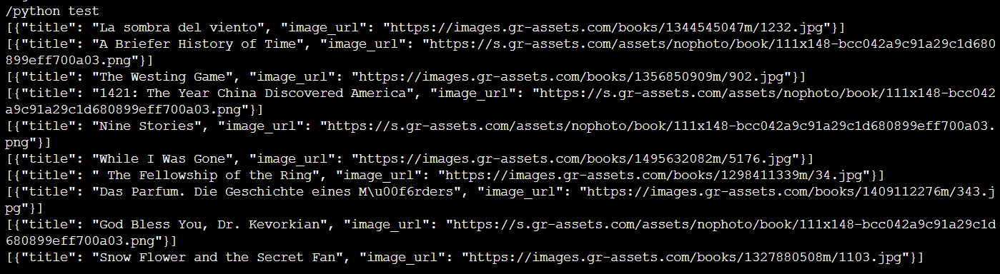 /python test
[{"title": "La sombra del viento", "image_url": "https://images.gr-assets.com/books/1344545047m/1232.jpg"}]
[{"title": "A Briefer History of Time", "image_url": "https://s.gr-assets.com/assets/nophoto/book/111x148-bcc042a9c91a29c1d680
899eff700a03.png"}]
[{"title": "The Westing Game", "image_url": "https://images.gr-assets.com/books/1356850909m/902.jpg"}]
[{"title": "1421: The Year China Discovered America", "image_url": "https://s.gr-assets.com/assets/nophoto/book/111x148-bcc042
a9c91a29c1d680899eff700a03.png"}]
[{"title": "Nine Stories", "image_url": "https://s.gr-assets.com/assets/nophoto/book/111x148-bcc042a9c91a29c1d680899eff700a03.
png"}]
[{"title": "While I Was Gone", "image_url": "https://images.gr-assets.com/books/1495632082m/5176.jpg"}]
[{"title": " The Fellowship of the Ring", "image_url": "https://images.gr-assets.com/books/1298411339m/34.jpg"}]
[{"title": "Das Parfum. Die Geschichte eines M\u00f6rders", "image_url": "https://images.gr-assets.com/books/1409112276m/343.j
pg"}]
[{"title": "God Bless You, Dr. Kevorkian", "image_url": "https://s.gr-assets.com/assets/nophoto/book/111x148-bcc042a9c91a29c1d
680899eff700a03.png"}]
[{"title": "Snow Flower and the Secret Fan", "image_url": "https://images.gr-assets.com/books/1327880508m/1103.jpg"}]